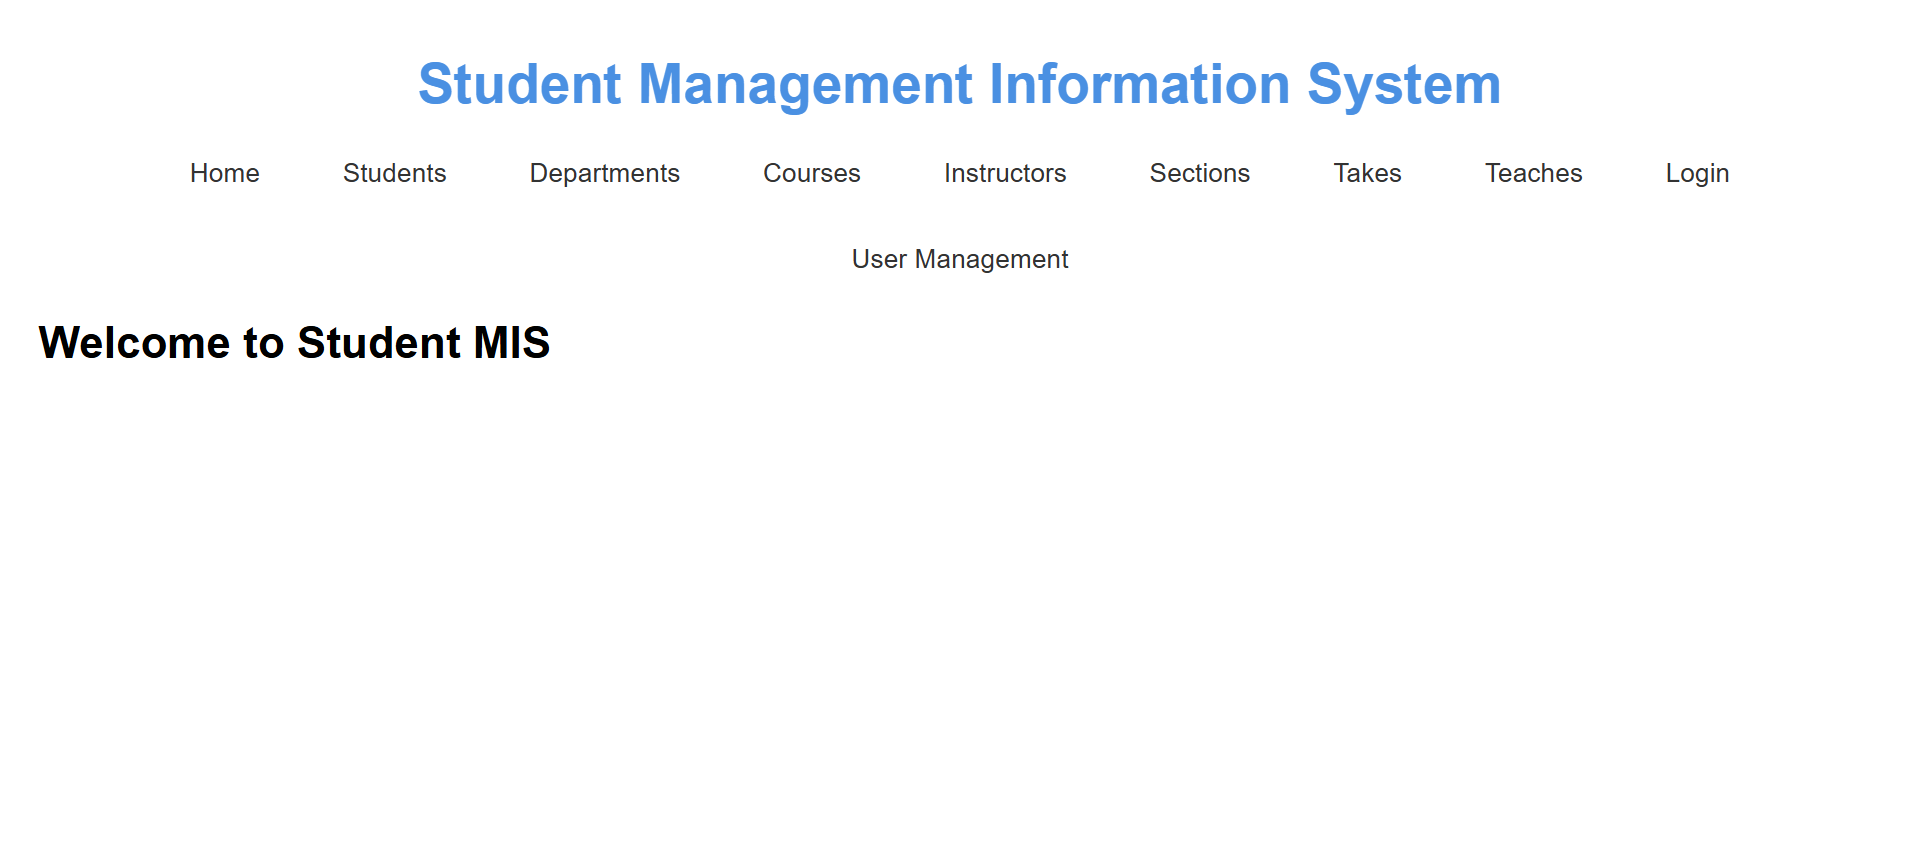 Student Management Information System
Home Students Departments Courses Instructors Sections Takes Teaches Login
User Management
Welcome to Student MIS